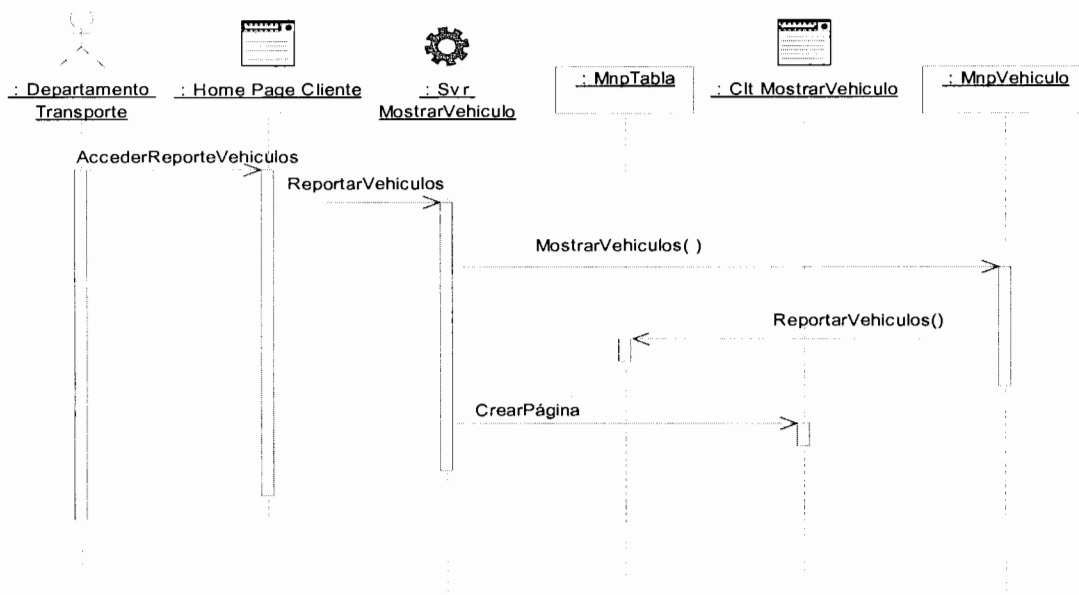 : Departamento
Transporte
: Home Page Cliente
: Svr
MostrarVehiculo
: MnpTabla
: Clt MostrarVehiculo
: MnpVehiculo
AccederReporteVehiculos
ReportarVehiculos
MostrarVehiculos( )
ReportarVehiculos()
CrearPágina